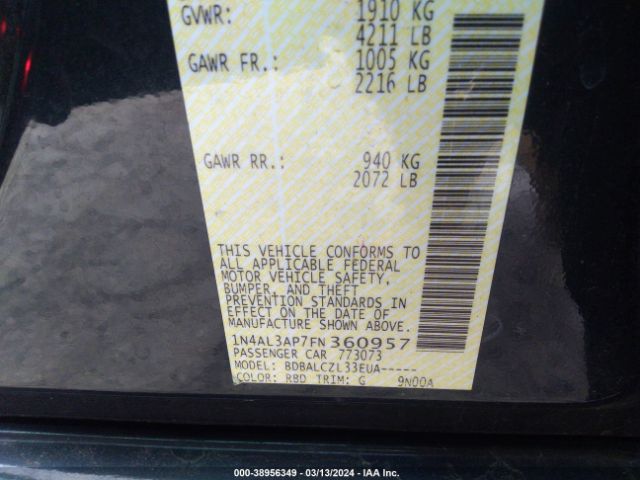 GVWR: 1910 KG
4211 LB
GAWR FR.: 1005 KG
2216 LB
GAWR RR.: 940 KG
2072 LB
THIS VEHICLE CONFORMS TO
ALL APPLICABLE FEDERAL
MOTOR VEHICLE SAFETY,
BUMPER, AND THEFT
PREVENTION STANDARDS IN
EFFECT ON THE DATE OF
MANUFACTURE SHOWN ABOVE.
1N4AL3AP7FN360957
PASSENGER CAR 773073
MODEL: BDBALCZL33EUA-----
COLOR: RBD TRIM: G 9N00A
000-38956349 - 03/13/2024 - IAA Inc.